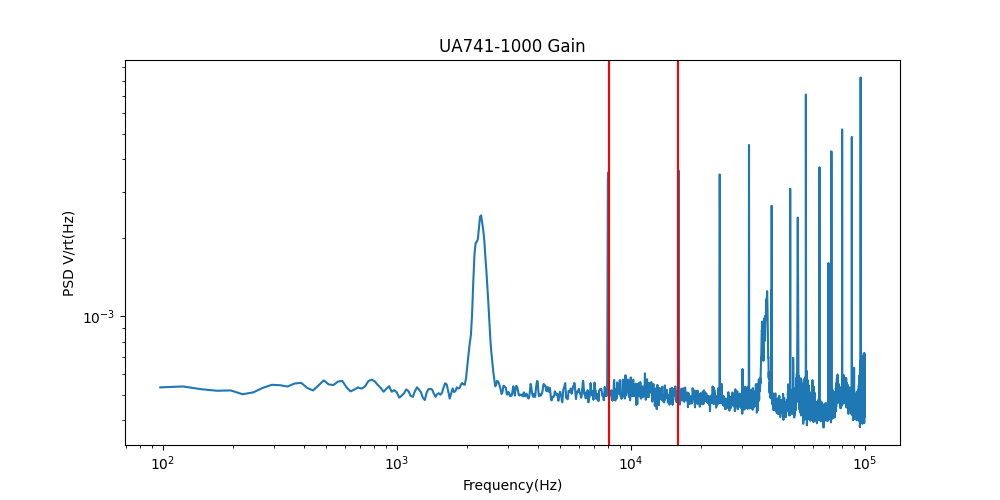 UA741-1000 Gain
PSD V/rt(Hz)
10⁻³
10² 10³ 10⁴ 10⁵
Frequency(Hz)